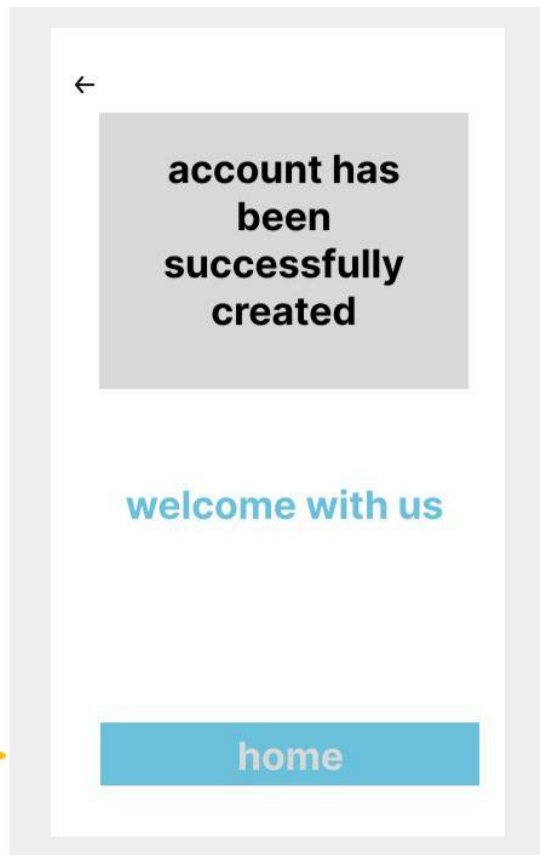 account has
been
successfully
created
welcome with us
home